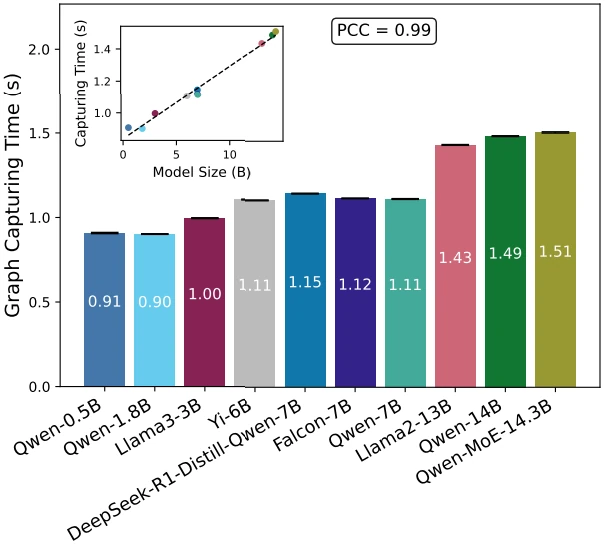 PCC = 0.99
Graph Capturing Time (s)
2.0
1.5
1.0
0.5
0.0
Capturing Time (s)
1.4
1.2
1.0
0
5
10
Model Size (B)
0.91
0.90
1.00
1.11
1.15
1.12
1.11
1.43
1.49
1.51
Qwen-0.5B
Qwen-1.8B
Llama3-3B
Yi-6B
DeepSeek-R1-Distill-Qwen-7B
Falcon-7B
Qwen-7B
Llama2-13B
Qwen-14B
Qwen-MoE-14.3B